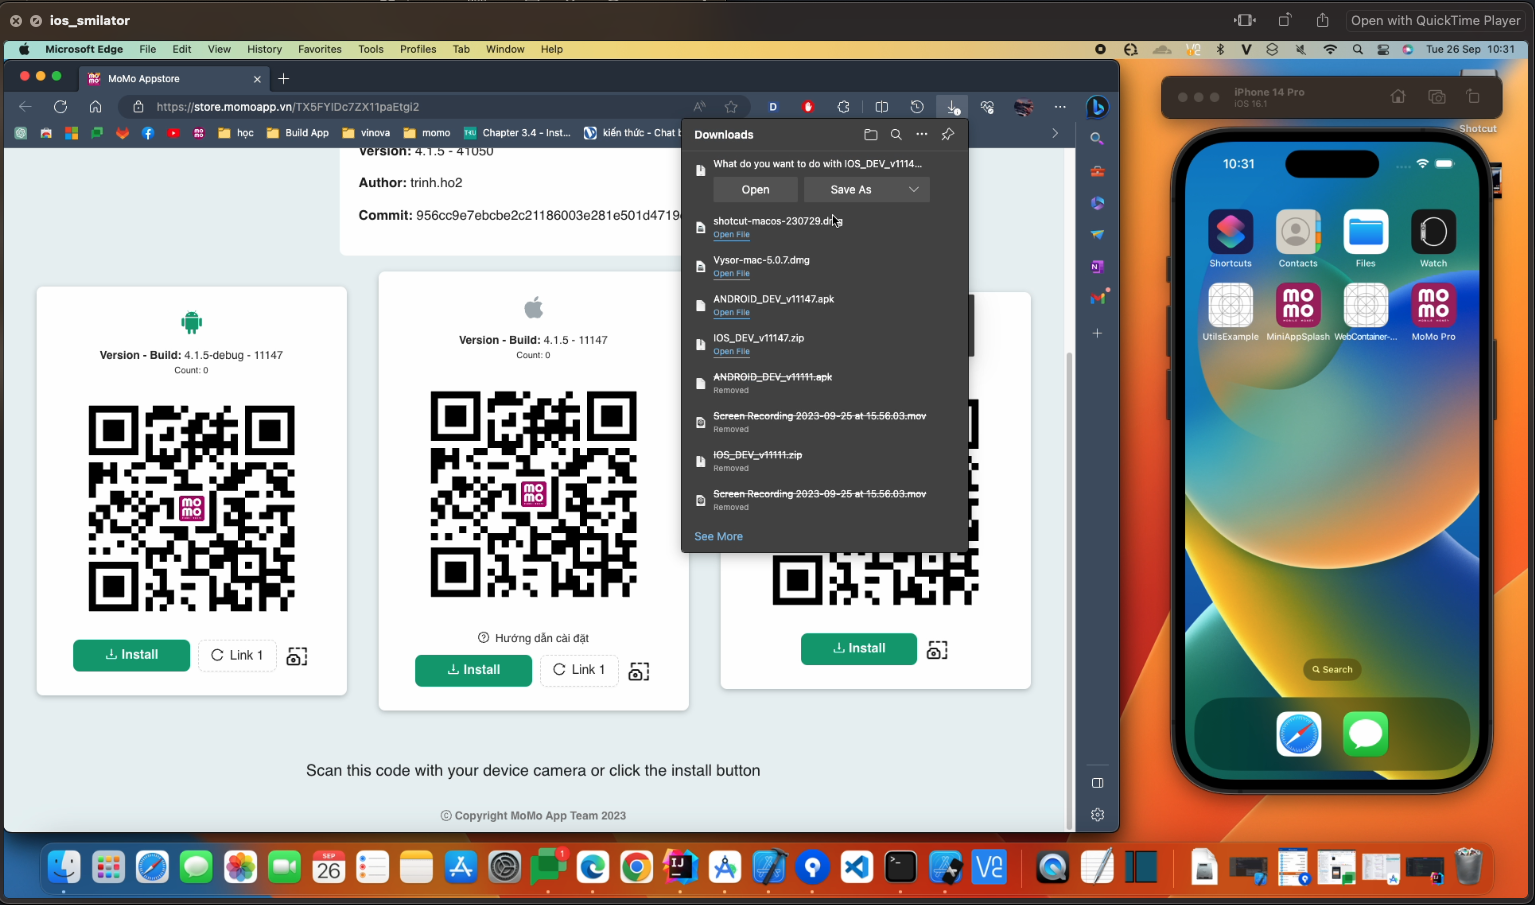 ios_smilator
Open with QuickTime Player
Microsoft Edge File Edit View History Favorites Tools Profiles Tab Window Help
Tue 26 Sep 10:31
MoMo Appstore
https://store.momoapp.vn/TX5FYIDc7ZX11paEtgi2
học
Build App
vinova
momo
Chapter 3.4 - Inst...
kiến thức - Chat b
Version: 4.1.5 - 41050
Author: trinh.ho2
Commit: 956cc9e7ebcbe2c21186003e281e501d4719
Version - Build: 4.1.5-debug - 11147
Count: 0
Install
Link 1
Version - Build: 4.1.5 - 11147
Count: 0
Hướng dẫn cài đặt
Install
Link 1
Install
Downloads
What do you want to do with IOS_DEV_v1114...
Open
Save As
shotcut-macos-230729.dmg
Open File
Vysor-mac-5.0.7.dmg
Open File
ANDROID_DEV_v11147.apk
Open File
IOS_DEV_v11147.zip
Open File
ANDROID_DEV_v11111.apk
Removed
Screen Recording 2023-09-25 at 15.56.03.mov
Removed
IOS_DEV_v11111.zip
Removed
Screen Recording 2023-09-25 at 15.56.03.mov
Removed
See More
Scan this code with your device camera or click the install button
© Copyright MoMo App Team 2023
iPhone 14 Pro
iOS 16.1
Shotcut
10:31
Shortcuts
Contacts
Files
Watch
UtilsExample
MiniAppSplash
WebContainer-...
MoMo Pro
Search
SEP
26